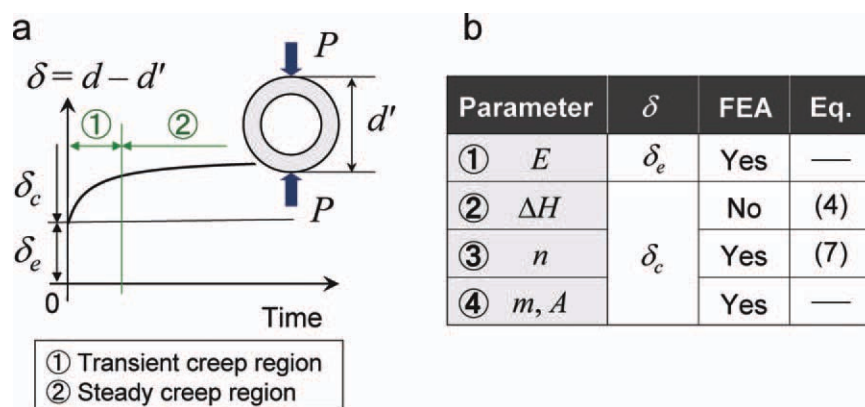 a
δ = d – d'
① ②
P
d'
δc
δe
P
0
Time
① Transient creep region
② Steady creep region
b
Parameter δ FEA Eq.
① E δe Yes —
② ΔH δc No (4)
③ n Yes (7)
④ m, A Yes —